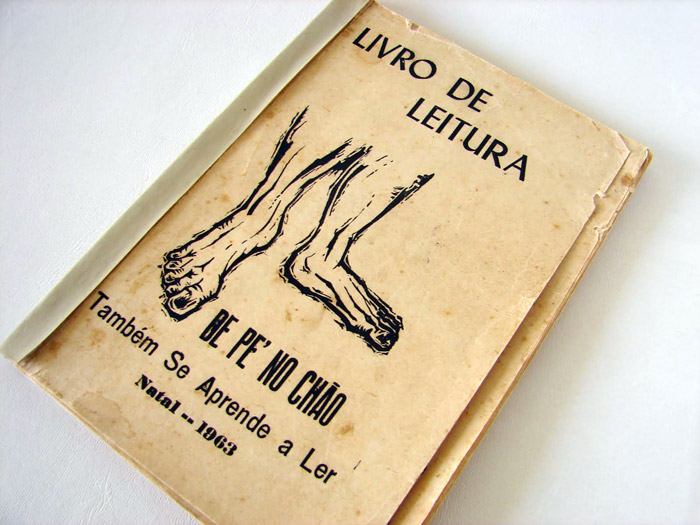 LIVRO DE
LEITURA
DE PE' NO CHÃO
Também Se Aprende a Ler
Natal -- 1963